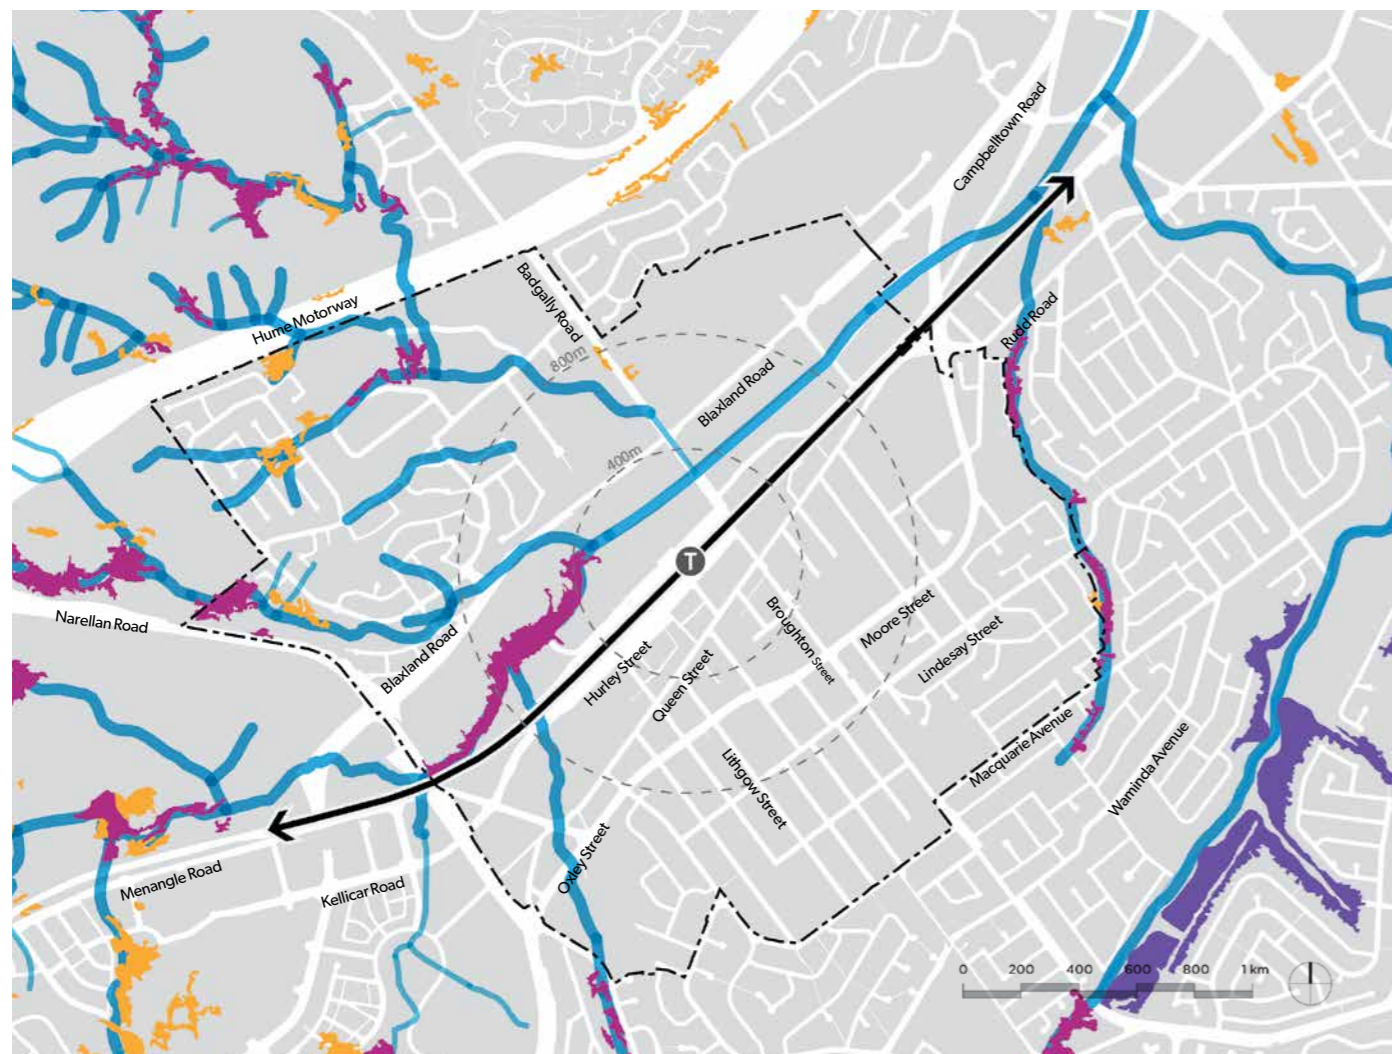 Campbelltown Road
Badgally Road
Hume Motorway
Rudd Road
800m
Blaxland Road
400m
T
Narellan Road
Broughton Street
Moore Street
Blaxland Road
Hurley Street
Lindesay Street
Queen Street
Macquarie Avenue
Waminda Avenue
Lithgow Street
Oxley Street
Menangle Road
Kellicar Road
0 200 400 600 800 1 km